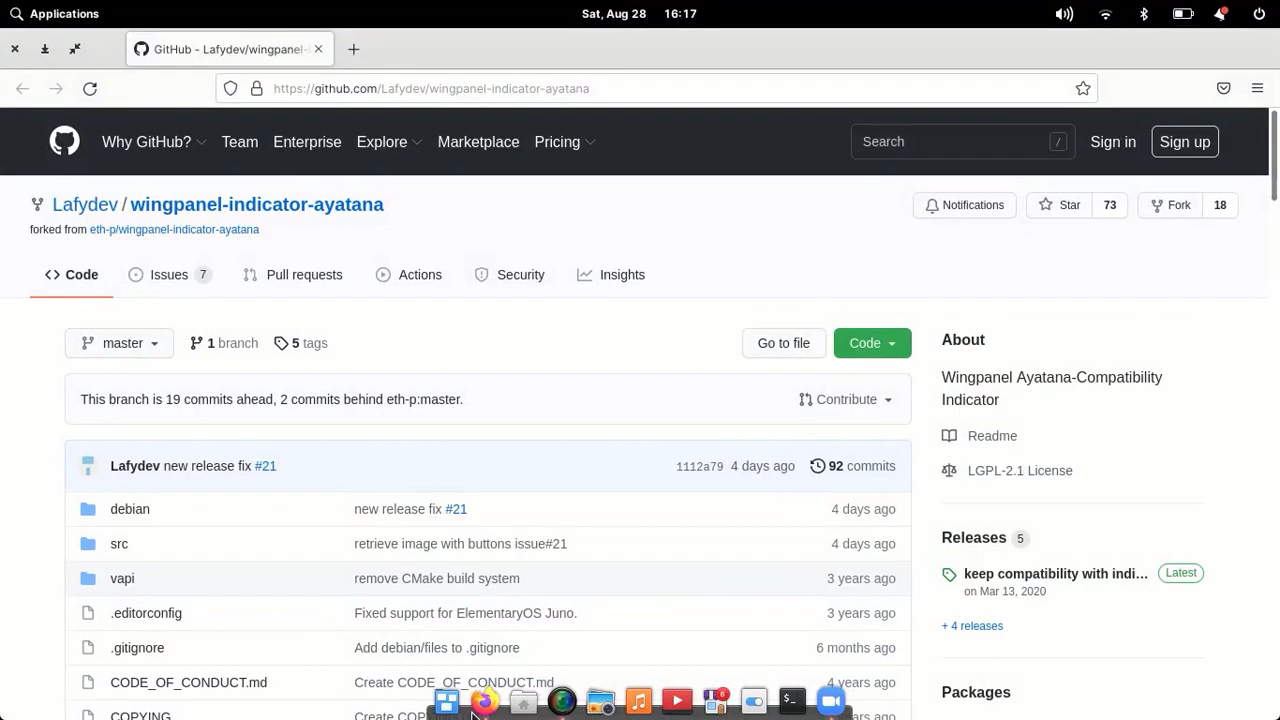 Applications
Sat, Aug 28 16:17
GitHub - Lafydev/wingpanel-i
https://github.com/Lafydev/wingpanel-indicator-ayatana
Why GitHub? Team Enterprise Explore Marketplace Pricing Search / Sign in Sign up
Lafydev / wingpanel-indicator-ayatana
Notifications Star 73 Fork 18
forked from eth-p/wingpanel-indicator-ayatana
Code Issues 7 Pull requests Actions Security Insights
master 1 branch 5 tags Go to file Code
This branch is 19 commits ahead, 2 commits behind eth-p:master. Contribute
Lafydev new release fix #21 1112a79 4 days ago 92 commits
debian new release fix #21 4 days ago
src retrieve image with buttons issue#21 4 days ago
vapi remove CMake build system 3 years ago
.editorconfig Fixed support for ElementaryOS Juno. 3 years ago
.gitignore Add debian/files to .gitignore 6 months ago
CODE_OF_CONDUCT.md Create CODE_OF_CONDUCT.md 4 years ago
COPYING Create
About
Wingpanel Ayatana-Compatibility
Indicator
Readme
LGPL-2.1 License
Releases 5
keep compatibility with indi... Latest
on Mar 13, 2020
+ 4 releases
Packages
6